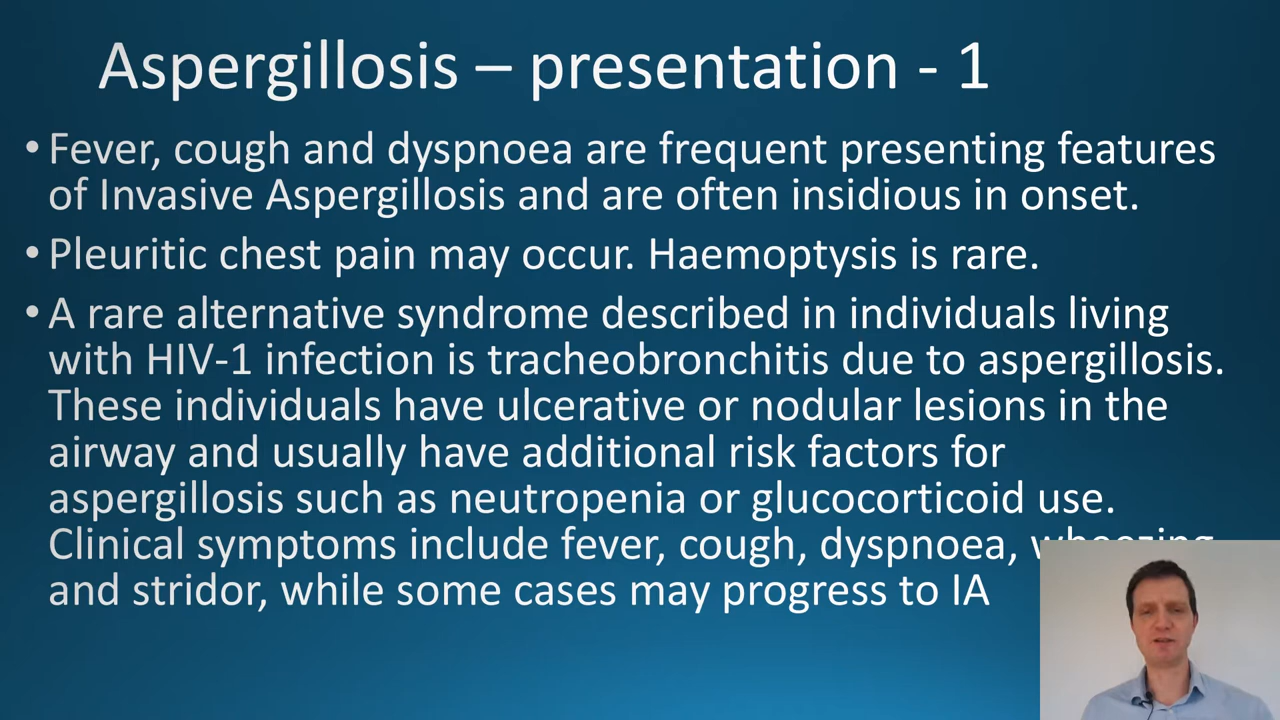 Aspergillosis – presentation - 1
• Fever, cough and dyspnoea are frequent presenting features
of Invasive Aspergillosis and are often insidious in onset.
• Pleuritic chest pain may occur. Haemoptysis is rare.
• A rare alternative syndrome described in individuals living
with HIV-1 infection is tracheobronchitis due to aspergillosis.
These individuals have ulcerative or nodular lesions in the
airway and usually have additional risk factors for
aspergillosis such as neutropenia or glucocorticoid use.
Clinical symptoms include fever, cough, dyspnoea, wheezing
and stridor, while some cases may progress to IA